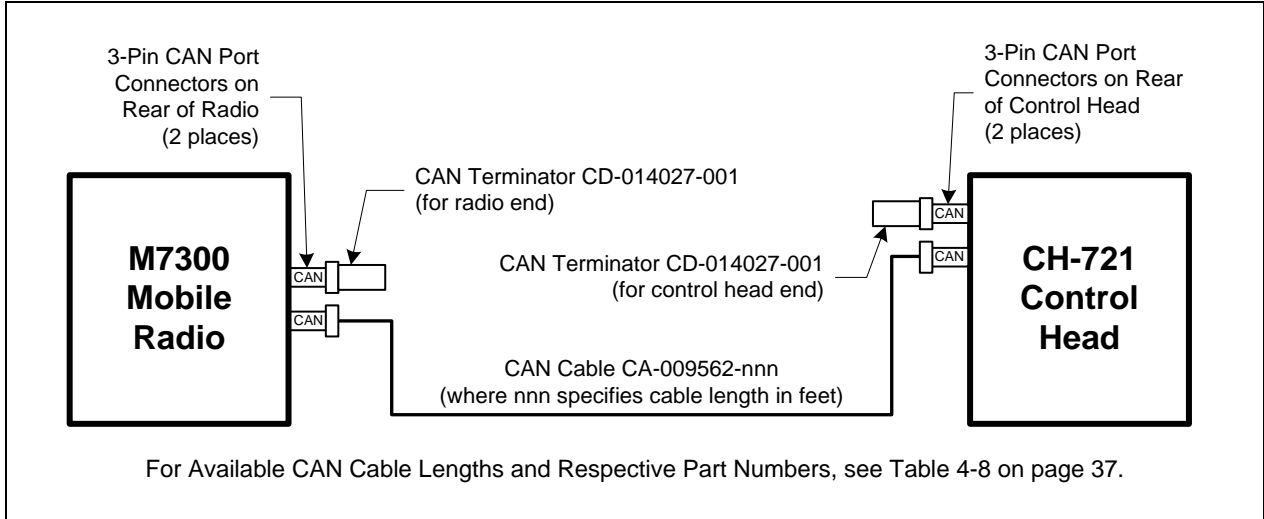 3-Pin CAN Port
Connectors on
Rear of Radio
(2 places)
3-Pin CAN Port
Connectors on Rear
of Control Head
(2 places)
CAN Terminator CD-014027-001
(for radio end)
CAN
CAN
M7300
Mobile
Radio
CAN Terminator CD-014027-001
(for control head end)
CAN
CAN
CH-721
Control
Head
CAN Cable CA-009562-nnn
(where nnn specifies cable length in feet)
For Available CAN Cable Lengths and Respective Part Numbers, see Table 4-8 on page 37.